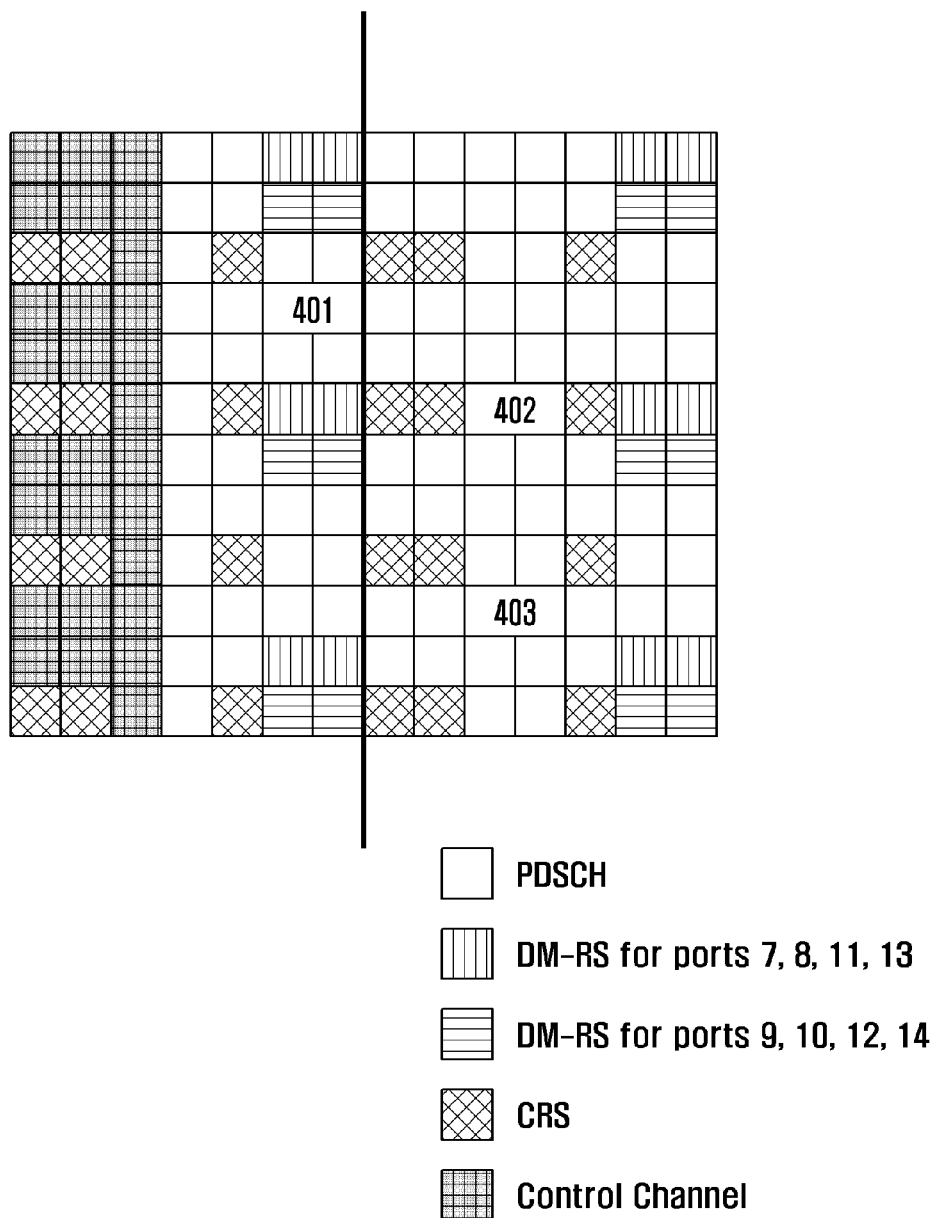 401
402
403
PDSCH
DM-RS for ports 7, 8, 11, 13
DM-RS for ports 9, 10, 12, 14
CRS
Control Channel